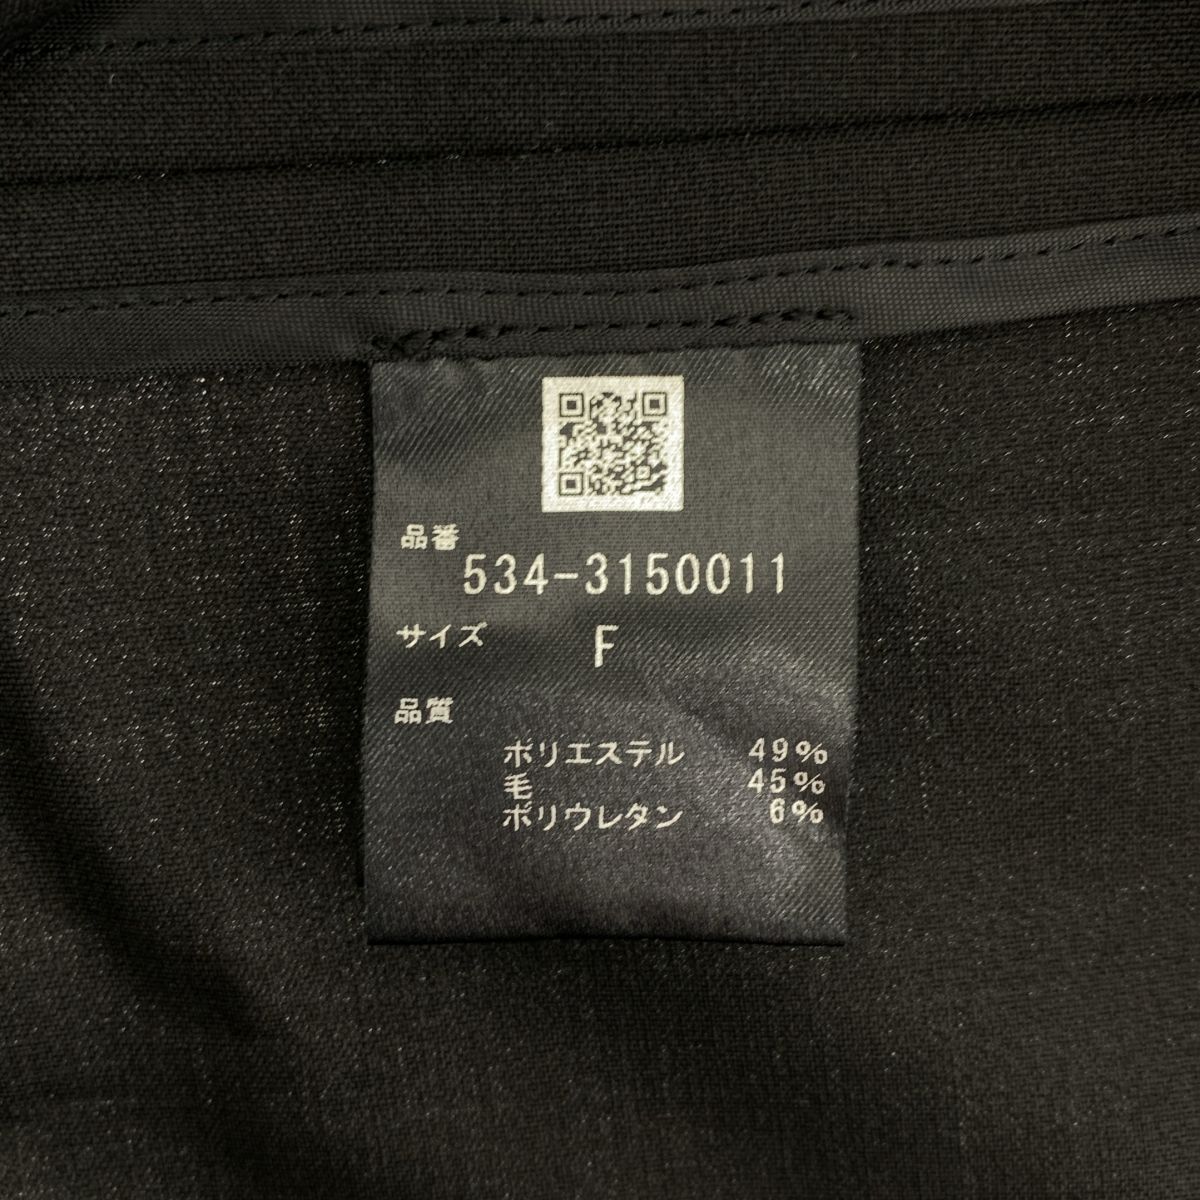 品番
534-3150011
サイズ F
品質
ポリエステル 49%
毛 45%
ポリウレタン 6%